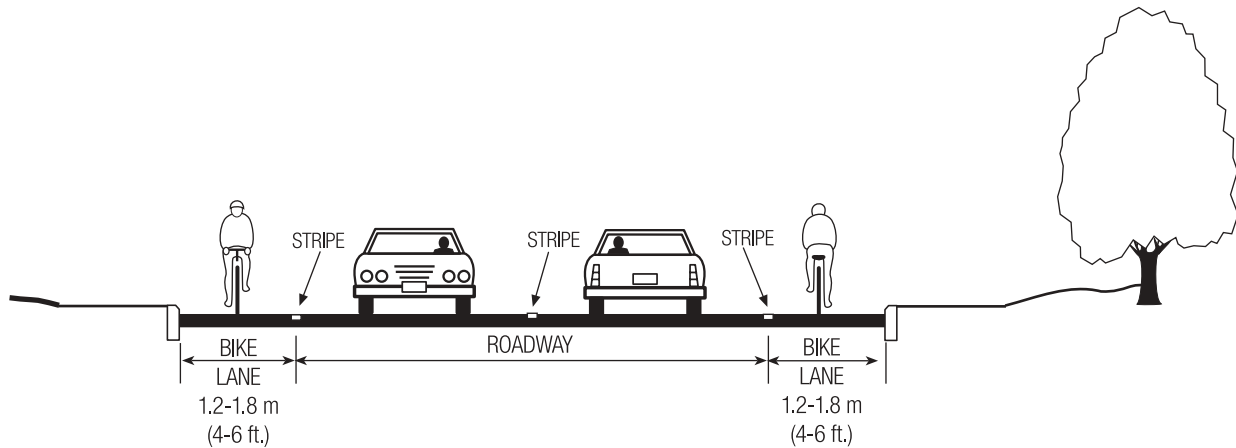 STRIPE
STRIPE
STRIPE
BIKE
LANE
1.2-1.8 m
(4-6 ft.)
ROADWAY
BIKE
LANE
1.2-1.8 m
(4-6 ft.)